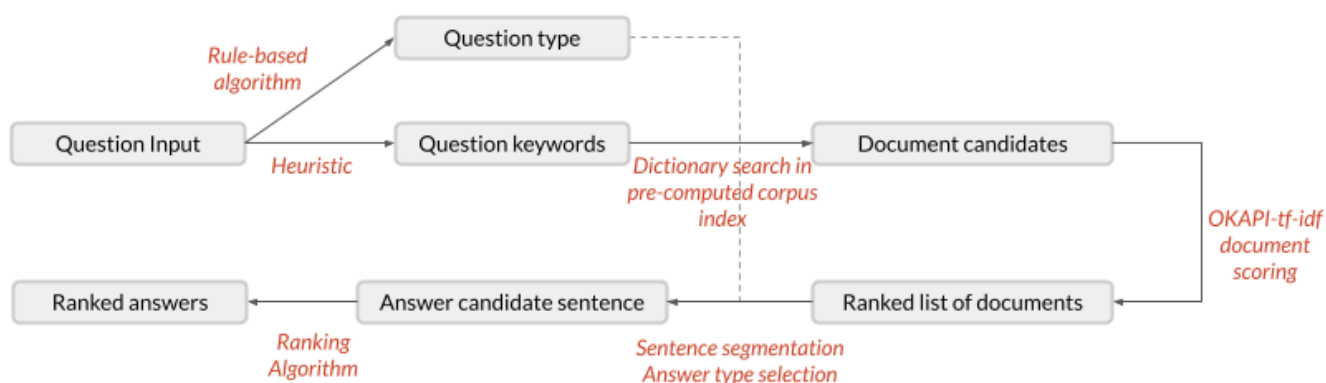 Question type
Rule-based
algorithm
Question Input
Question keywords
Document candidates
Heuristic
Dictionary search in
pre-computed corpus
index
OKAPI-tf-idf
document
scoring
Ranked answers
Answer candidate sentence
Ranked list of documents
Ranking
Algorithm
Sentence segmentation
Answer type selection